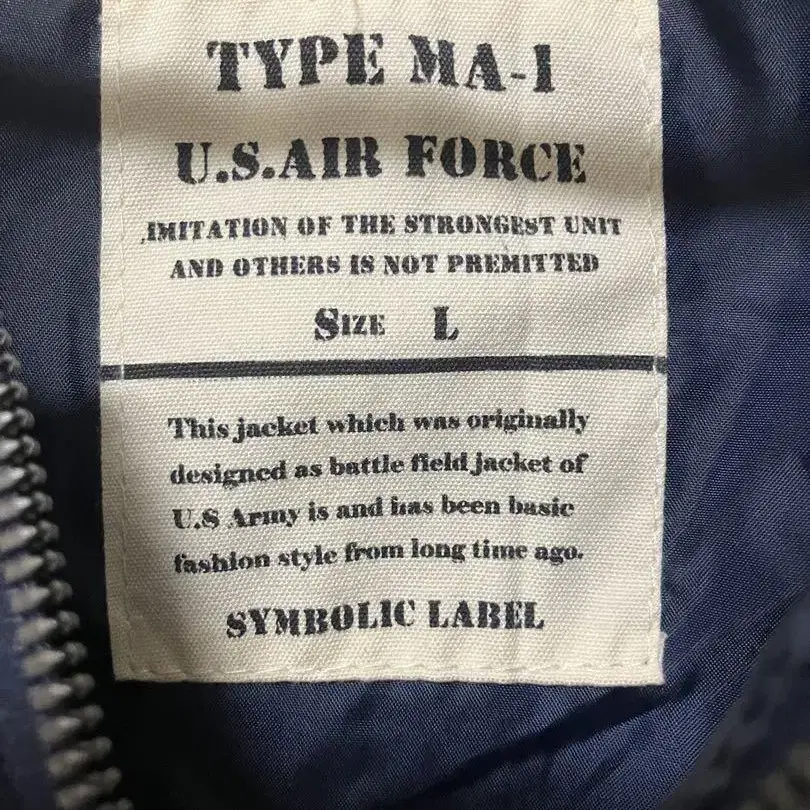 TYPE MA-1
U.S.AIR FORCE
.IMITATION OF THE STRONGEST UNIT
AND OTHERS IS NOT PREMITTED
SIZE L
This jacket which was originally
designed as battle field jacket of
U.S Army is and has been basic
fashion style from long time ago.
SYMBOLIC LABEL